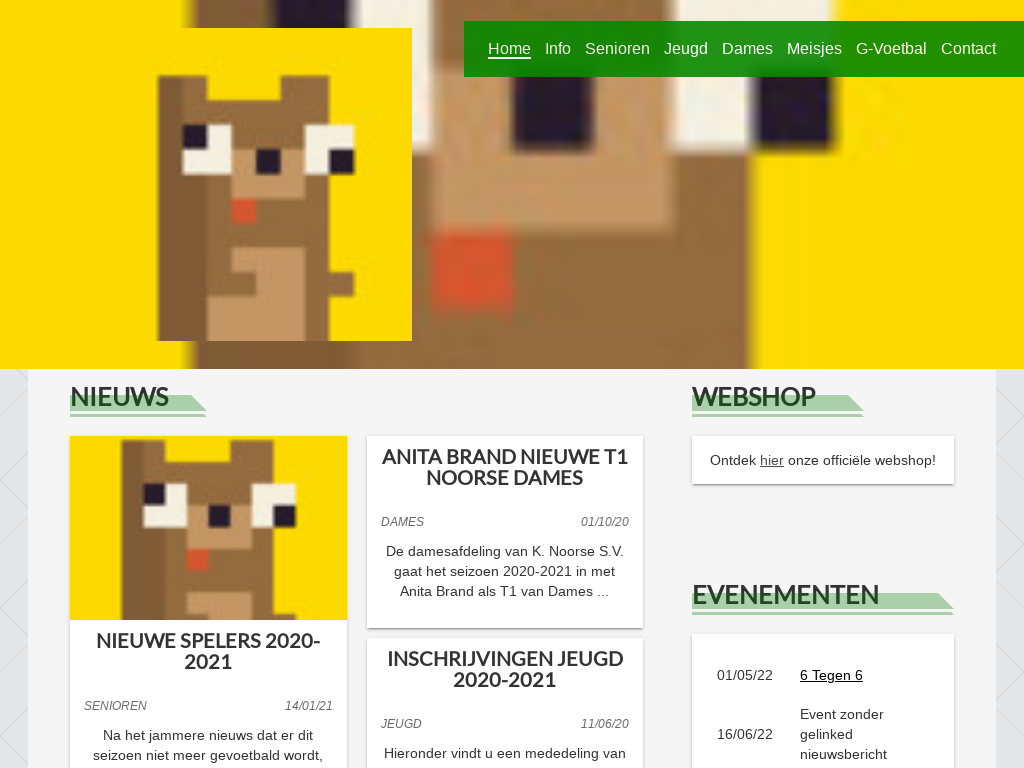 Home Info Senioren Jeugd Dames Meisjes G-Voetbal Contact
NIEUWS
NIEUWE SPELERS 2020-
2021
SENIOREN 14/01/21
Na het jammere nieuws dat er dit
seizoen niet meer gevoetbald wordt,
ANITA BRAND NIEUWE T1
NOORSE DAMES
DAMES 01/10/20
De damesafdeling van K. Noorse S.V.
gaat het seizoen 2020-2021 in met
Anita Brand als T1 van Dames ...
INSCHRIJVINGEN JEUGD
2020-2021
JEUGD 11/06/20
Hieronder vindt u een mededeling van
WEBSHOP
Ontdek hier onze officiële webshop!
EVENEMENTEN
01/05/22 6 Tegen 6
16/06/22 Event zonder
gelinked
nieuwsbericht